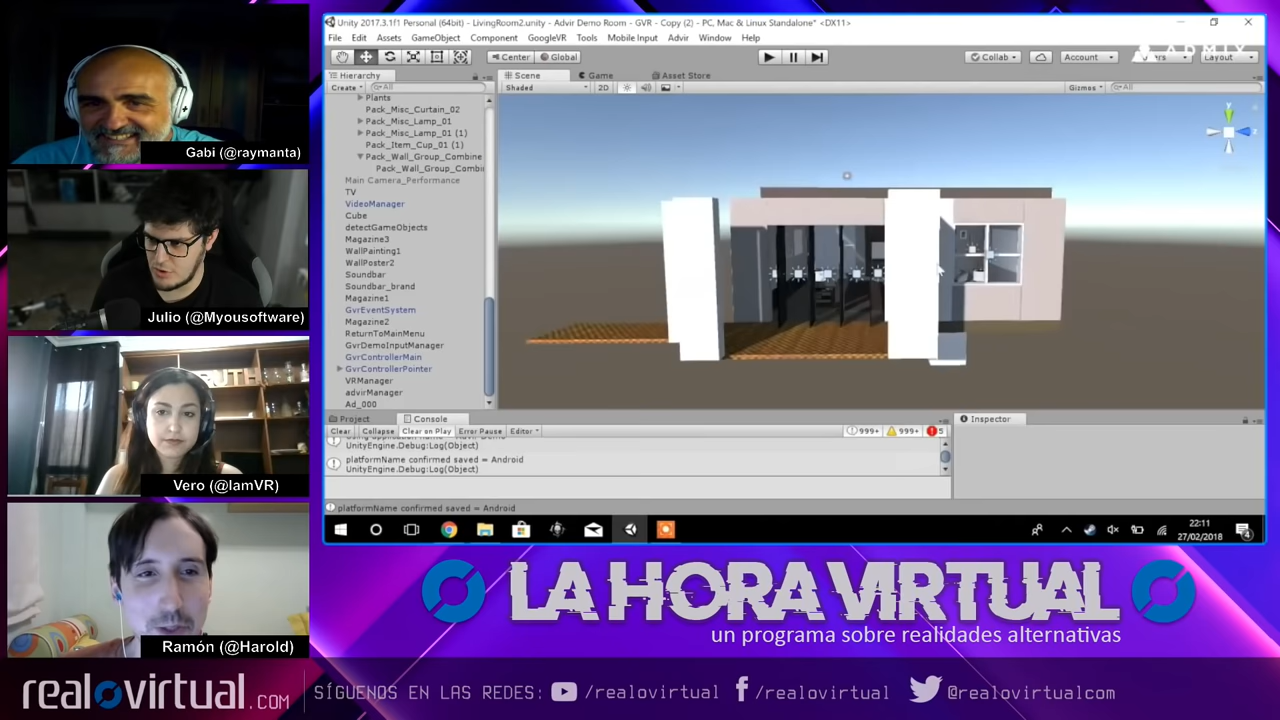 Gabi (@raymanta)
Julio (@Myousoftware)
Vero (@IamVR)
Ramón (@Harold)
Unity 2017.3.1f1 Personal (64bit) - LivingRoom2.unity - Advir Demo Room - GVR - Copy (2) - PC, Mac & Linux Standalone* <DX11>
File Edit Assets GameObject Component GoogleVR Tools Mobile Input Advir Window Help
Center Global Collab Account Layout
ADMIX
Hierarchy Scene Game Asset Store
Create All Shaded 2D Gizmos All
Plants
Pack_Misc_Curtain_02
Pack_Misc_Lamp_01
Pack_Misc_Lamp_01 (1)
Pack_Item_Cup_01 (1)
Pack_Wall_Group_Combine
Pack_Wall_Group_Combi
Main Camera_Performance
TV
VideoManager
Cube
detectGameObjects
Magazine3
WallPainting1
WallPoster2
Soundbar
Soundbar_brand
Magazine1
GvrEventSystem
Magazine2
ReturnToMainMenu
GvrDemoInputManager
GvrControllerMain
GvrControllerPointer
VRManager
advirManager
Ad_000
Project Console Inspector
Clear Collapse Clear on Play Error Pause Editor 999+ 999+ 5
UnityEngine.Debug:Log(Object)
platformName confirmed saved = Android
UnityEngine.Debug:Log(Object)
platformName confirmed saved = Android
22:11
27/02/2018
4
LA HORA VIRTUAL
un programa sobre realidades alternativas
realovirtual.COM SÍGUENOS EN LAS REDES: /realovirtual /realovirtual @realovirtualcom